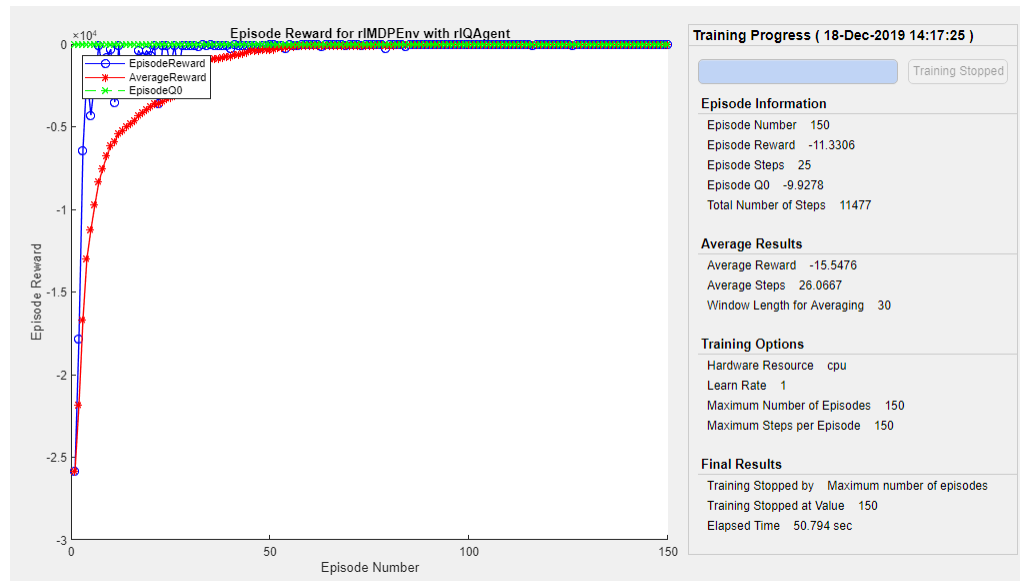 ×10⁴
Episode Reward for rlMDPEnv with rlQAgent
0
-0.5
-1
-1.5
-2
-2.5
-3
Episode Reward
EpisodeReward
AverageReward
EpisodeQ0
0 50 100 150
Episode Number
Training Progress ( 18-Dec-2019 14:17:25 )
Training Stopped
Episode Information
Episode Number 150
Episode Reward -11.3306
Episode Steps 25
Episode Q0 -9.9278
Total Number of Steps 11477
Average Results
Average Reward -15.5476
Average Steps 26.0667
Window Length for Averaging 30
Training Options
Hardware Resource cpu
Learn Rate 1
Maximum Number of Episodes 150
Maximum Steps per Episode 150
Final Results
Training Stopped by Maximum number of episodes
Training Stopped at Value 150
Elapsed Time 50.794 sec